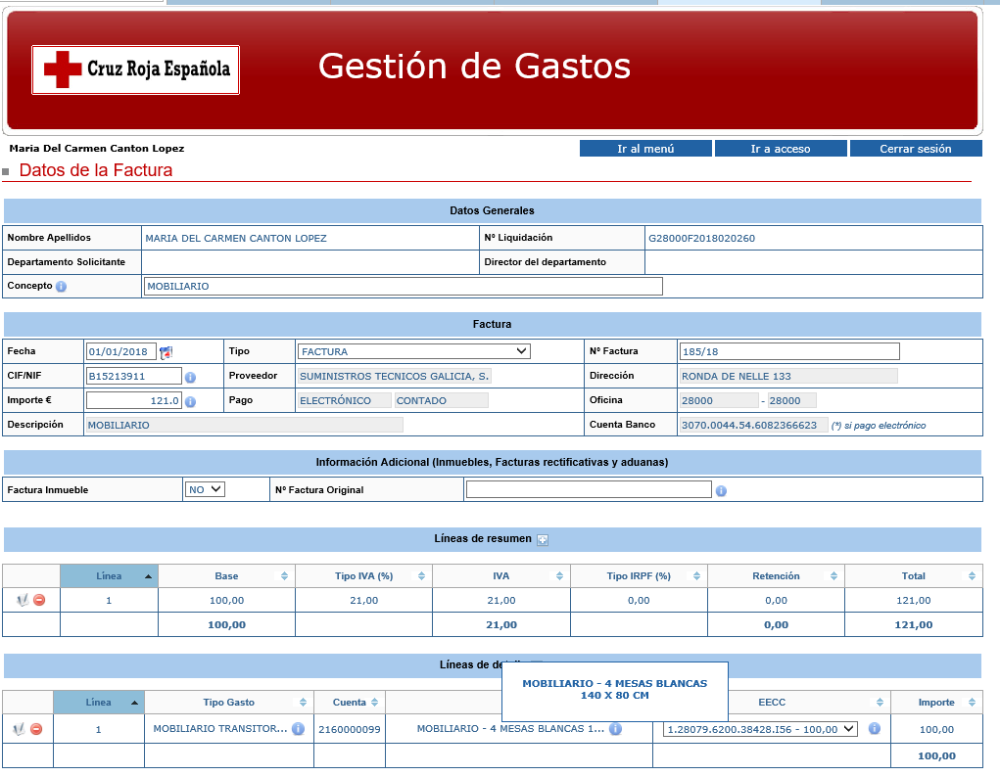 Cruz Roja Española
Gestión de Gastos
Maria Del Carmen Canton Lopez
Ir al menú
Ir a acceso
Cerrar sesión
Datos de la Factura
Datos Generales
Nombre Apellidos MARIA DEL CARMEN CANTON LOPEZ Nº Liquidación G28000F2018020260
Departamento Solicitante Director del departamento
Concepto MOBILIARIO
Factura
Fecha 01/01/2018 Tipo FACTURA Nº Factura 185/18
CIF/NIF B15213911 Proveedor SUMINISTROS TECNICOS GALICIA, S. Dirección RONDA DE NELLE 133
Importe € 121.0 Pago ELECTRÓNICO CONTADO Oficina 28000 - 28000
Descripción MOBILIARIO Cuenta Banco 3070.0044.54.6082366623 (*) si pago electrónico
Información Adicional (Inmuebles, Facturas rectificativas y aduanas)
Factura Inmueble NO Nº Factura Original
Líneas de resumen
Línea Base Tipo IVA (%) IVA Tipo IRPF (%) Retención Total
1 100,00 21,00 21,00 0,00 0,00 121,00
100,00 21,00 0,00 121,00
Líneas de
MOBILIARIO - 4 MESAS BLANCAS
140 X 80 CM
Línea Tipo Gasto Cuenta EECC Importe
1 MOBILIARIO TRANSITOR... 2160000099 MOBILIARIO - 4 MESAS BLANCAS 1... 1.28079.6200.38428.I56 - 100,00 100,00
100,00